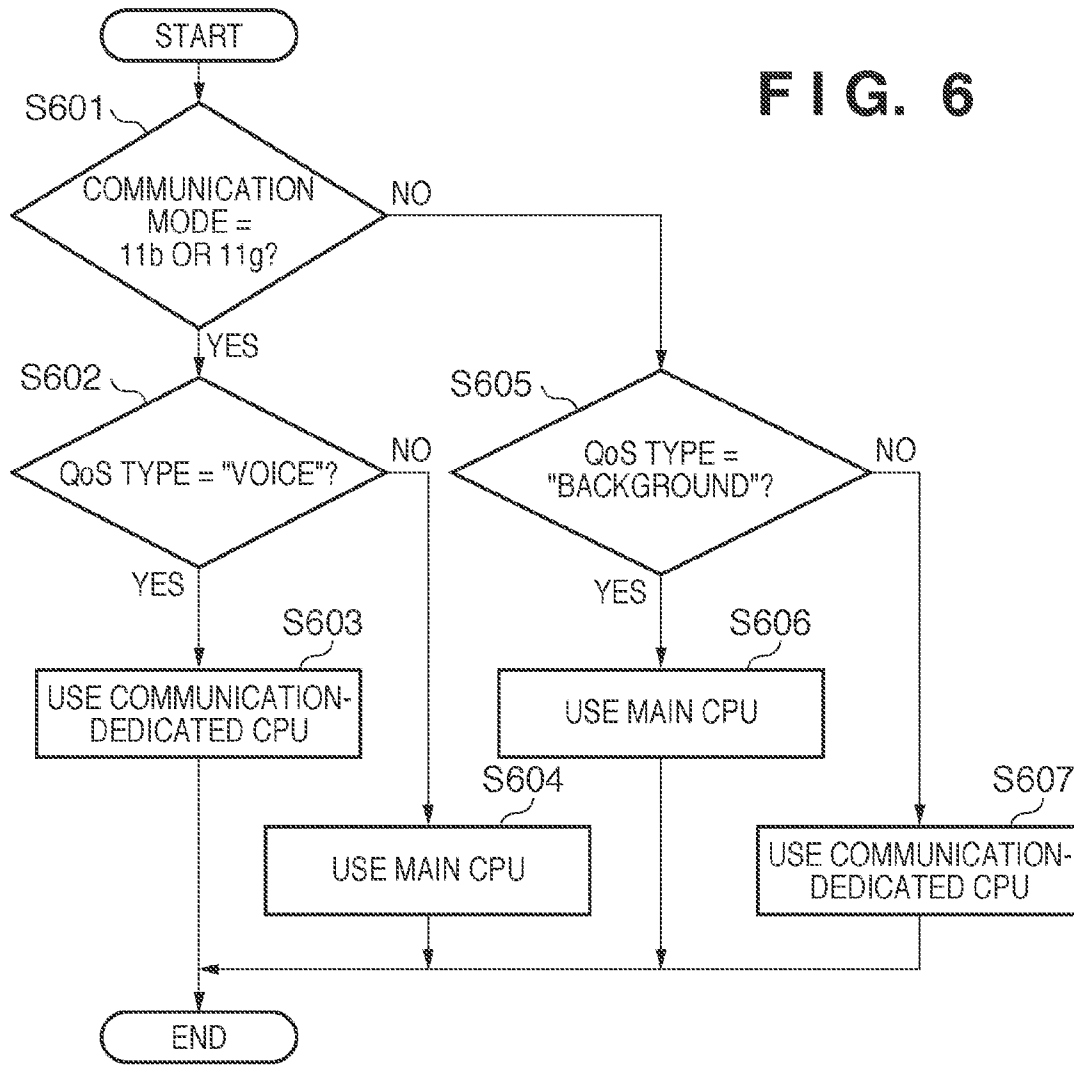 START
FIG. 6
S601
COMMUNICATION
MODE =
11b OR 11g?
NO
YES
S602
QoS TYPE = "VOICE"?
NO
YES
S605
QoS TYPE =
"BACKGROUND"?
NO
YES
S603
USE COMMUNICATION-
DEDICATED CPU
S606
USE MAIN CPU
S604
USE MAIN CPU
S607
USE COMMUNICATION-
DEDICATED CPU
END